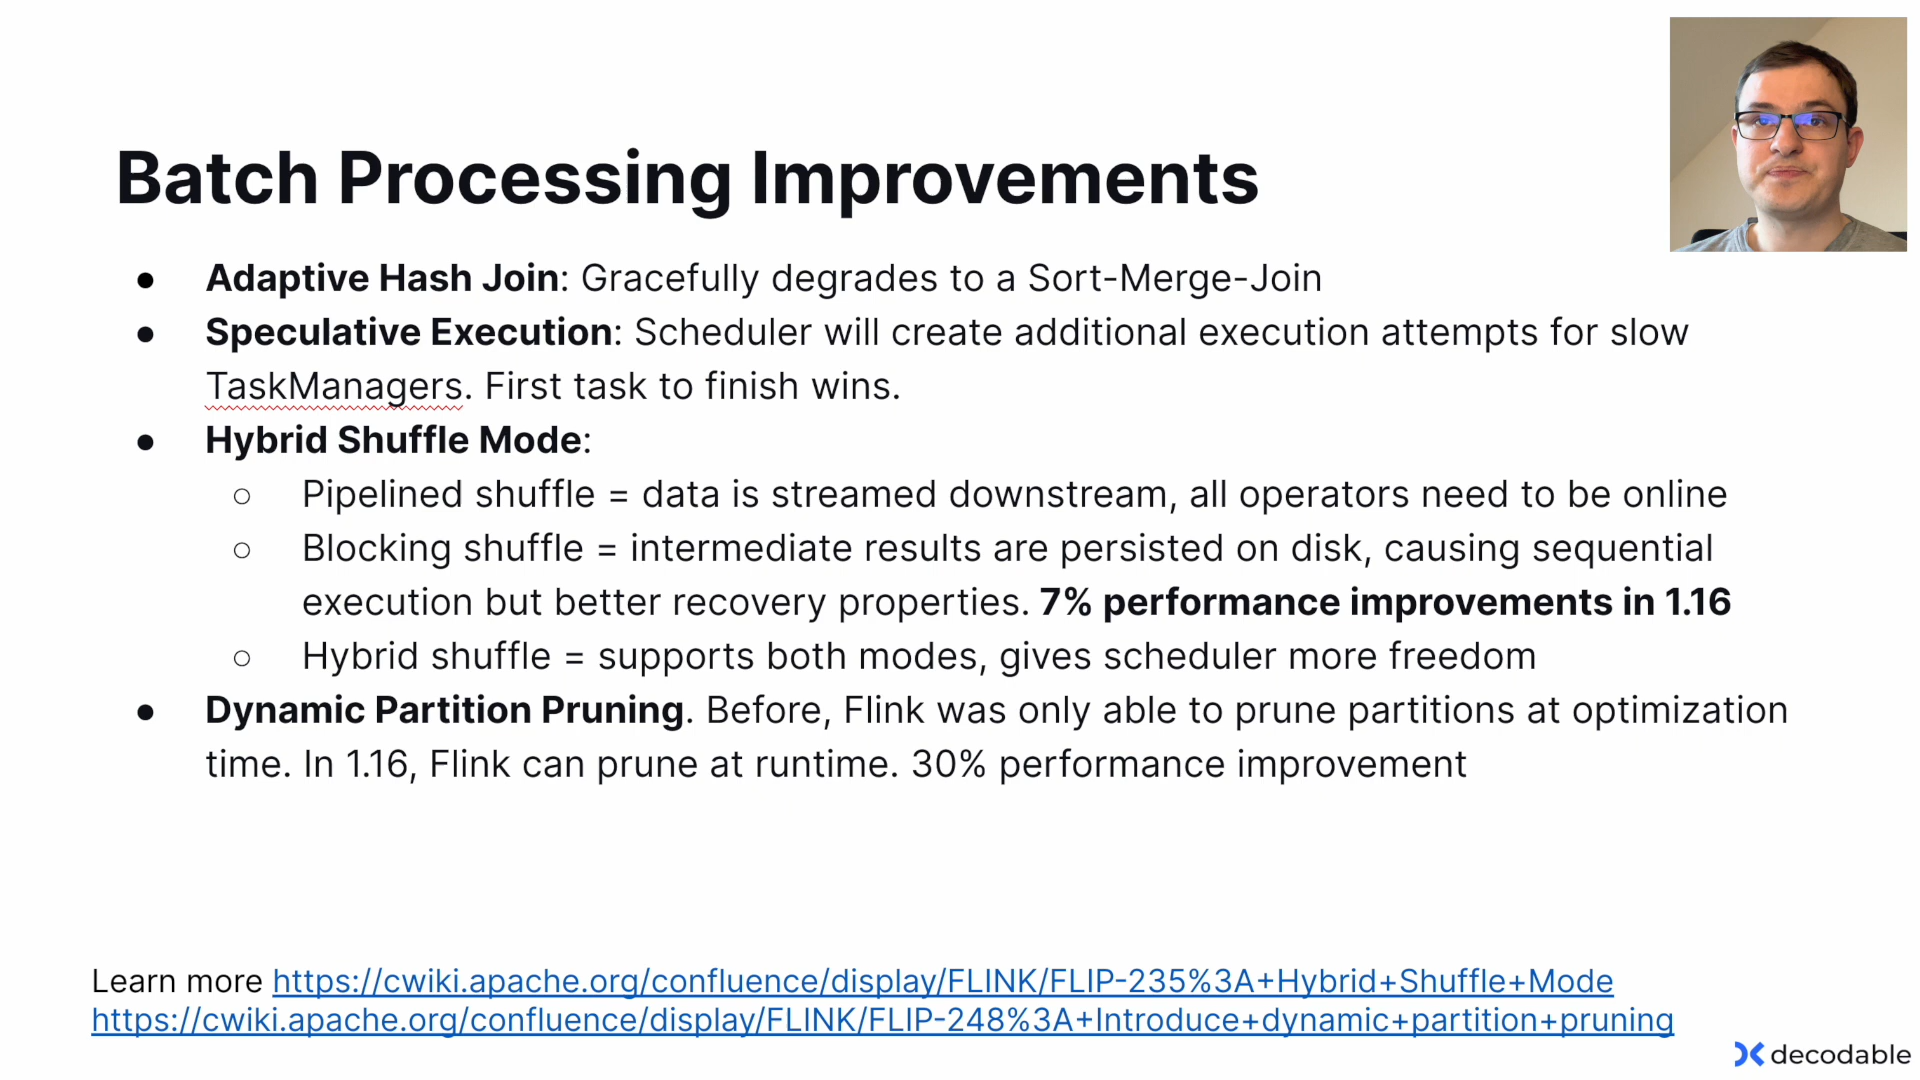 Batch Processing Improvements
● Adaptive Hash Join: Gracefully degrades to a Sort-Merge-Join
● Speculative Execution: Scheduler will create additional execution attempts for slow
TaskManagers. First task to finish wins.
● Hybrid Shuffle Mode:
○ Pipelined shuffle = data is streamed downstream, all operators need to be online
○ Blocking shuffle = intermediate results are persisted on disk, causing sequential
execution but better recovery properties. 7% performance improvements in 1.16
○ Hybrid shuffle = supports both modes, gives scheduler more freedom
● Dynamic Partition Pruning. Before, Flink was only able to prune partitions at optimization
time. In 1.16, Flink can prune at runtime. 30% performance improvement
Learn more https://cwiki.apache.org/confluence/display/FLINK/FLIP-235%3A+Hybrid+Shuffle+Mode
https://cwiki.apache.org/confluence/display/FLINK/FLIP-248%3A+Introduce+dynamic+partition+pruning
decodable